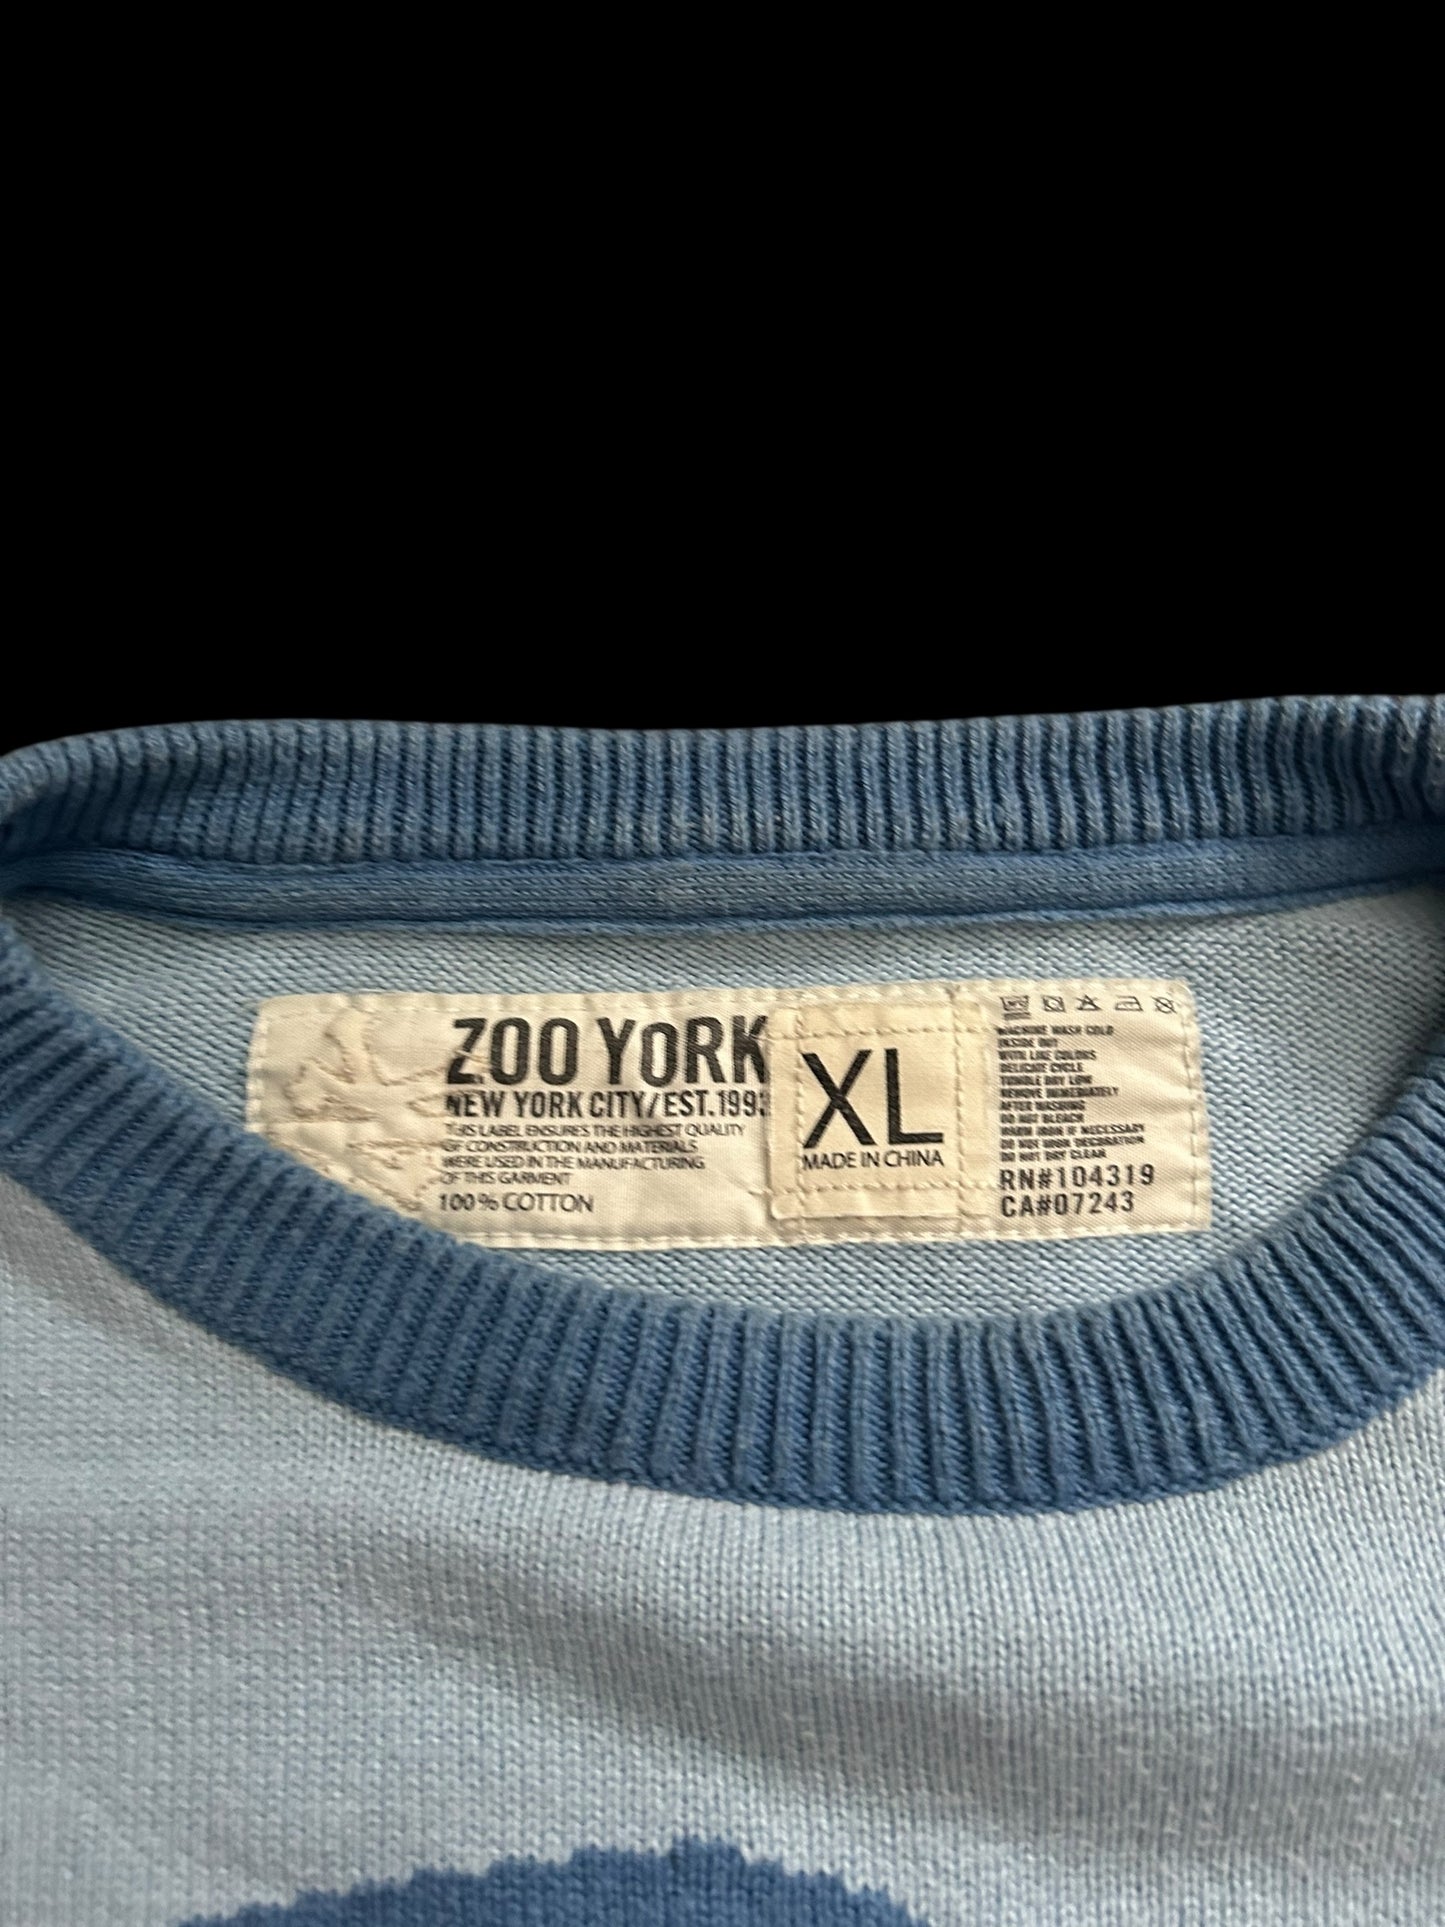 ZOO YORK
NEW YORK CITY/EST.1993
THIS LABEL ENSURES THE HIGHEST QUALITY
OF CONSTRUCTION AND MATERIALS
WERE USED IN THE MANUFACTURING
OF THIS GARMENT
100% COTTON
XL
MADE IN CHINA
MACHINE WASH COLD
INSIDE OUT
WITH LIKE COLORS
DELICATE CYCLE
TUMBLE DRY LOW
REMOVE IMMEDIATELY
AFTER WASHING
DO NOT BLEACH
WARM IRON IF NECESSARY
DO NOT IRON DECORATION
DO NOT DRY CLEAN
RN#104319
CA#07243